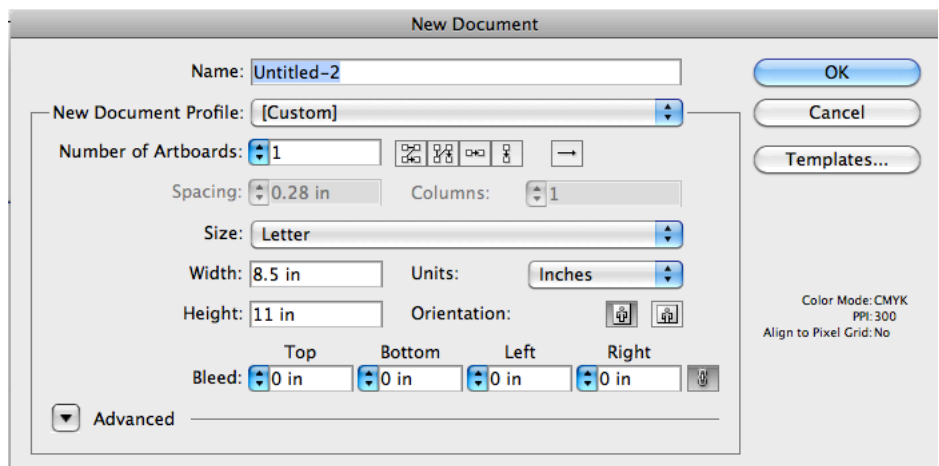 New Document
Name: Untitled-2
OK
New Document Profile: [Custom]
Cancel
Number of Artboards: 1
Templates...
Spacing: 0.28 in Columns: 1
Size: Letter
Width: 8.5 in Units: Inches
Height: 11 in Orientation:
Color Mode: CMYK
PPI: 300
Align to Pixel Grid: No
Top Bottom Left Right
Bleed: 0 in 0 in 0 in 0 in
Advanced